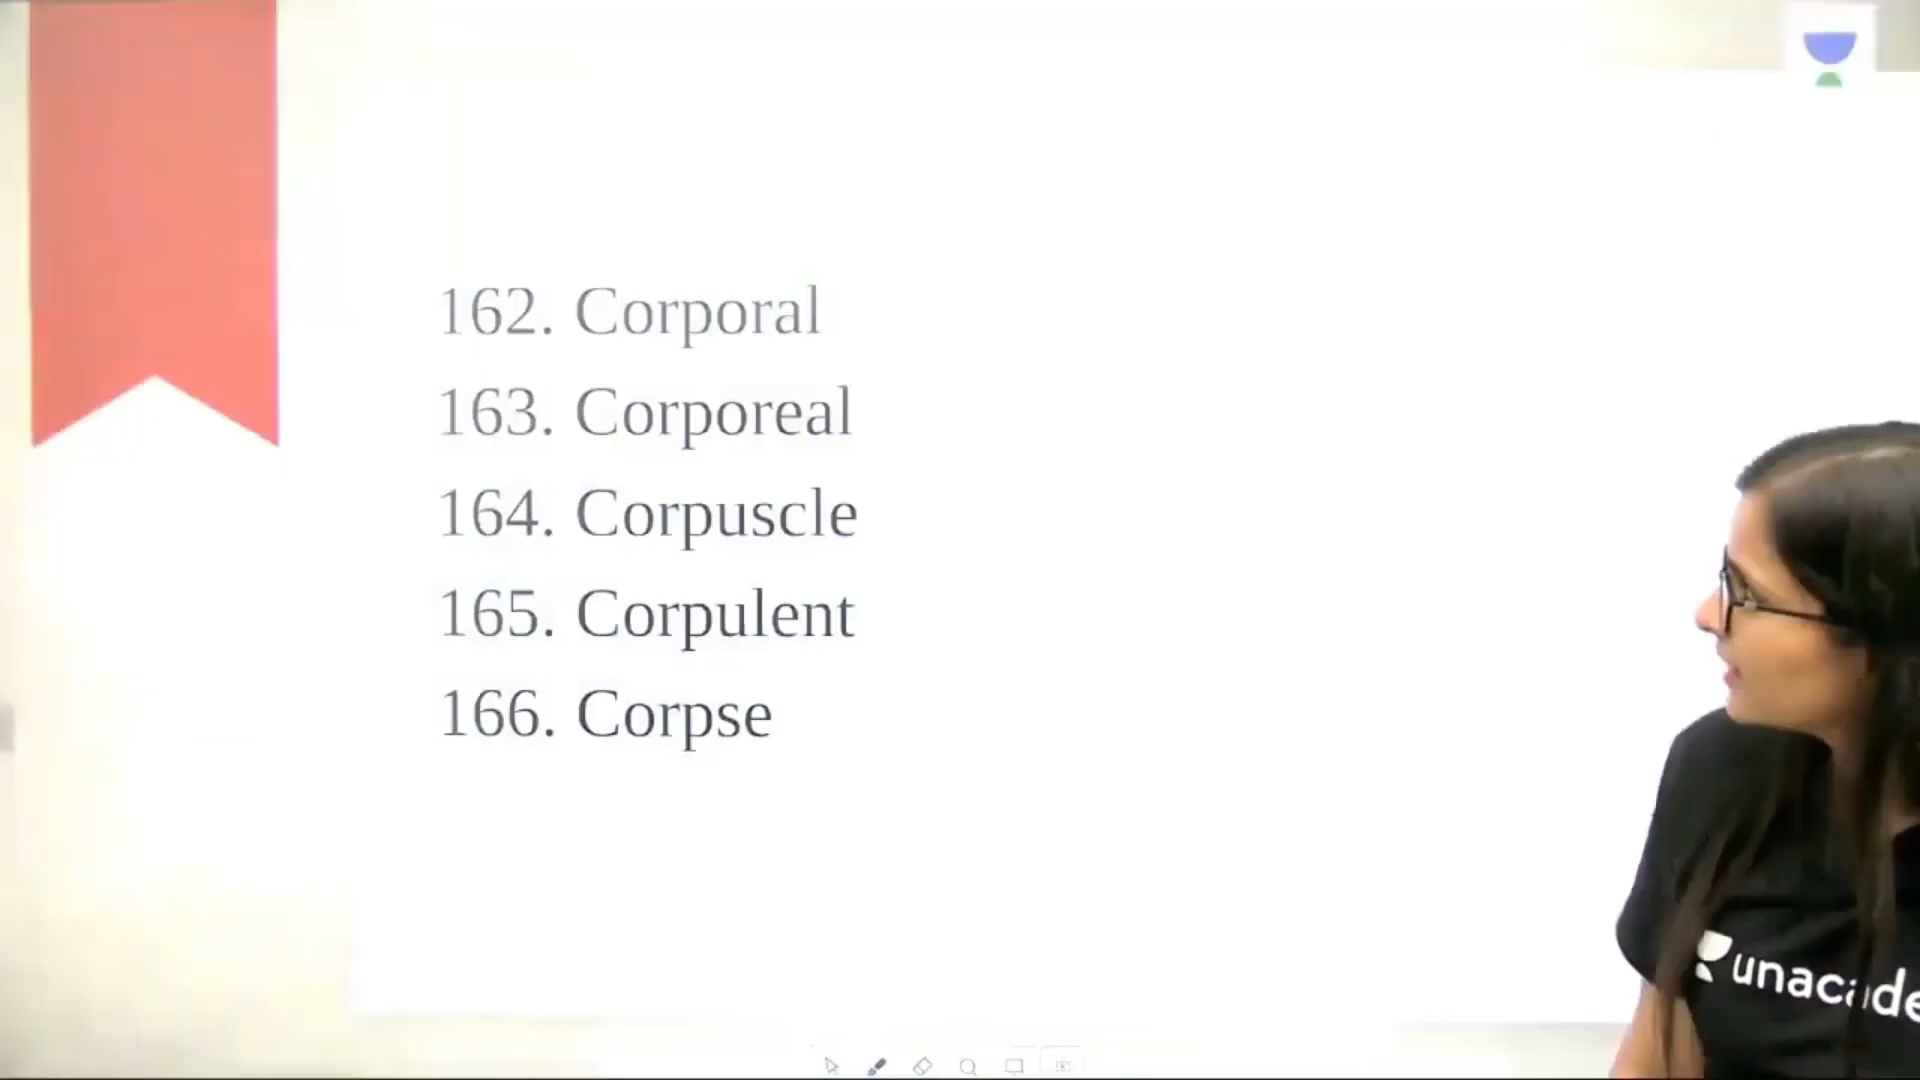 162. Corporal
163. Corporeal
164. Corpuscle
165. Corpulent
166. Corpse
unacade